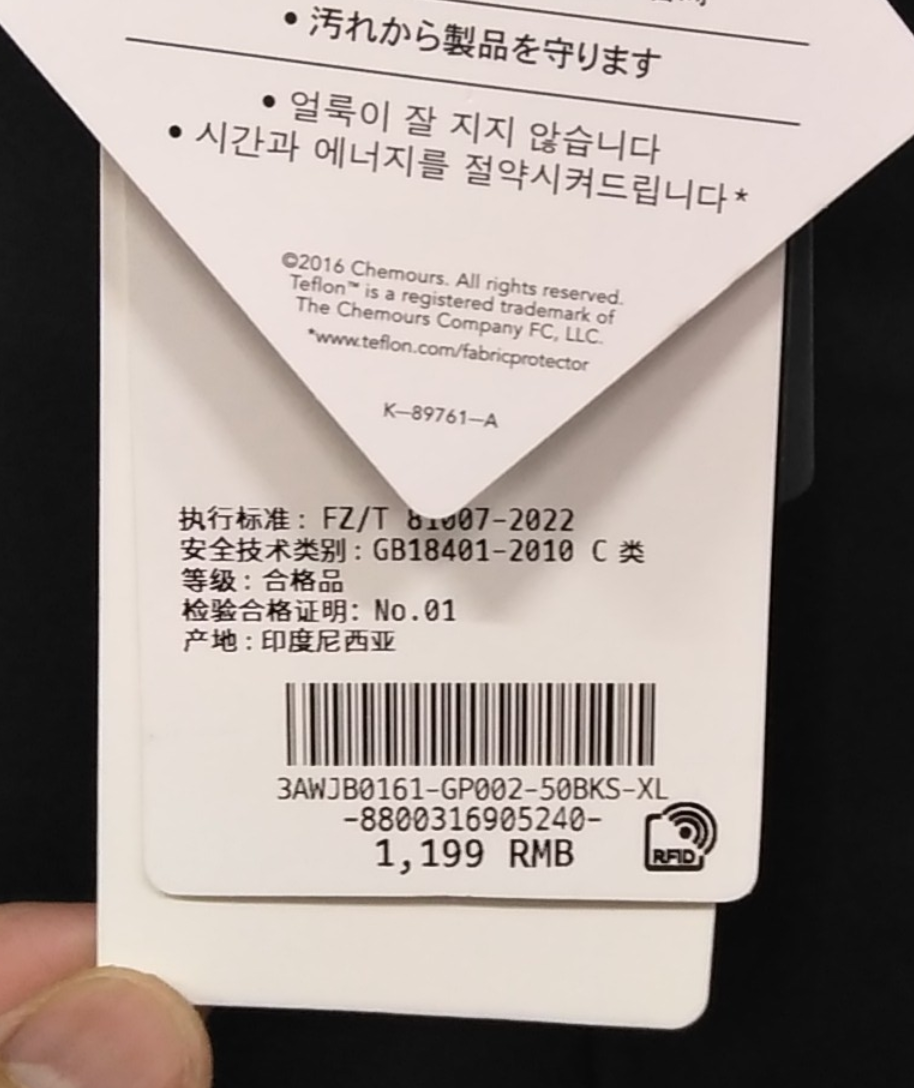 • 汚れから製品を守ります
• 얼룩이 잘 지지 않습니다
• 시간과 에너지를 절약시켜드립니다*
©2016 Chemours. All rights reserved.
Teflon™ is a registered trademark of
The Chemours Company FC, LLC.
*www.teflon.com/fabricprotector
K—89761—A
执行标准: FZ/T 81007-2022
安全技术类别: GB18401-2010 C 类
等级: 合格品
检验合格证明: No.01
产地: 印度尼西亚
3AWJB0161-GP002-50BKS-XL
-8800316905240-
1,199 RMB
RFID